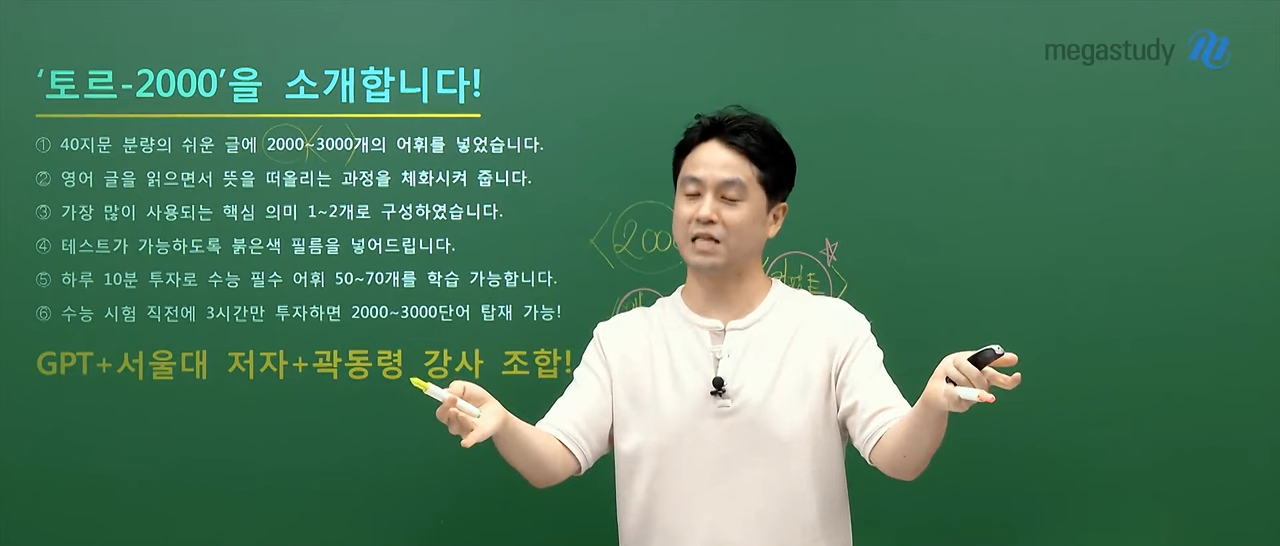 megastudy
'토르-2000'을 소개합니다!
① 40지문 분량의 쉬운 글에 2000~3000개의 어휘를 넣었습니다.
② 영어 글을 읽으면서 뜻을 떠올리는 과정을 체화시켜 줍니다.
③ 가장 많이 사용되는 핵심 의미 1~2개로 구성하였습니다.
④ 테스트가 가능하도록 붉은색 필름을 넣어드립니다.
⑤ 하루 10분 투자로 수능 필수 어휘 50~70개를 학습 가능합니다.
⑥ 수능 시험 직전에 3시간만 투자하면 2000~3000단어 탑재 가능!
GPT+서울대 저자+곽동령 강사 조합!